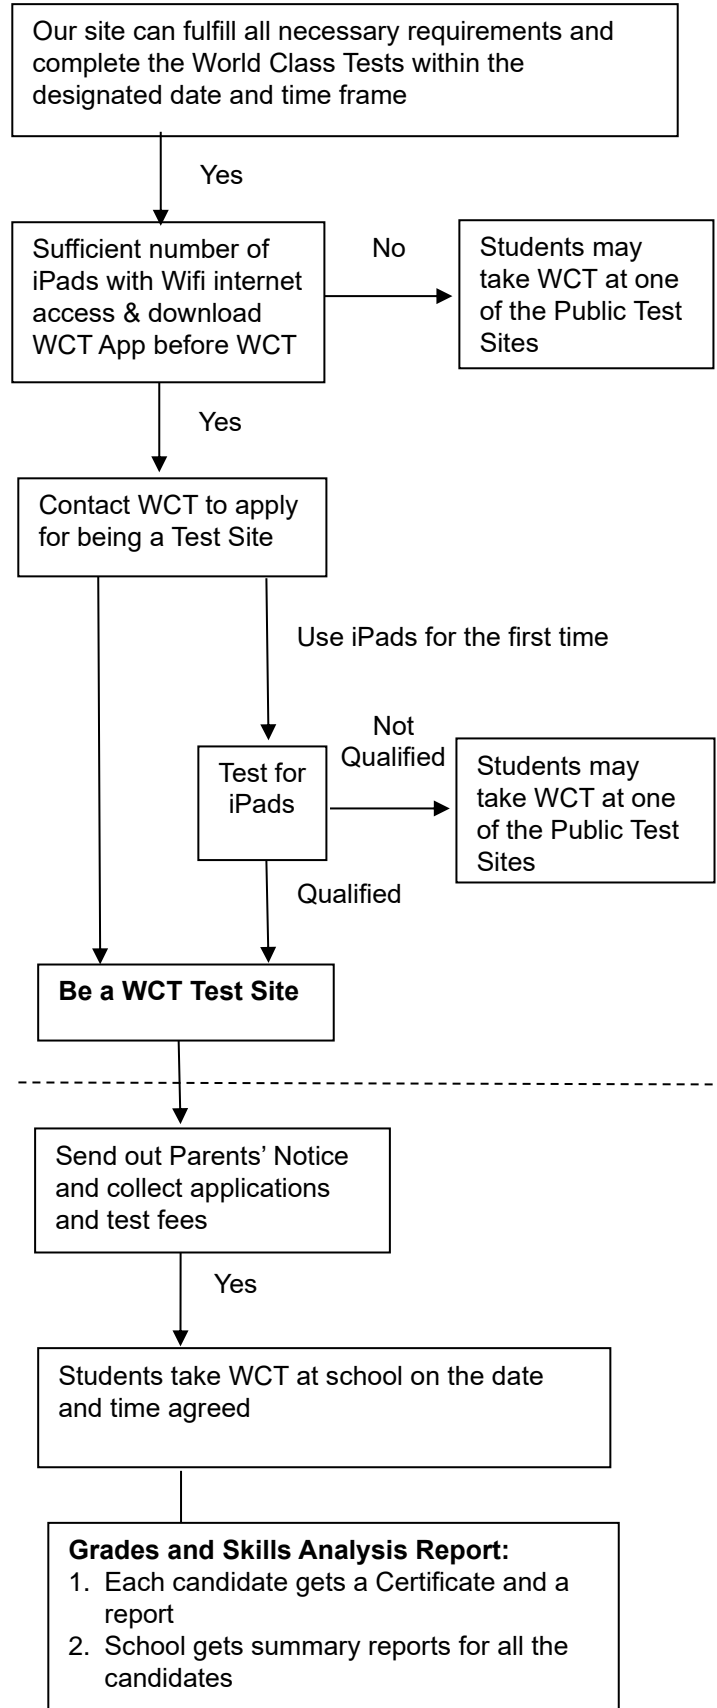 Our site can fulfill all necessary requirements and
complete the World Class Tests within the
designated date and time frame
Yes
Sufficient number of
iPads with Wifi internet
access & download
WCT App before WCT
No
Students may
take WCT at one
of the Public Test
Sites
Yes
Contact WCT to apply
for being a Test Site
Use iPads for the first time
Test for
iPads
Not
Qualified
Students may
take WCT at one
of the Public Test
Sites
Qualified
Be a WCT Test Site
Send out Parents’ Notice
and collect applications
and test fees
Yes
Students take WCT at school on the date
and time agreed
Grades and Skills Analysis Report:
1. Each candidate gets a Certificate and a
report
2. School gets summary reports for all the
candidates